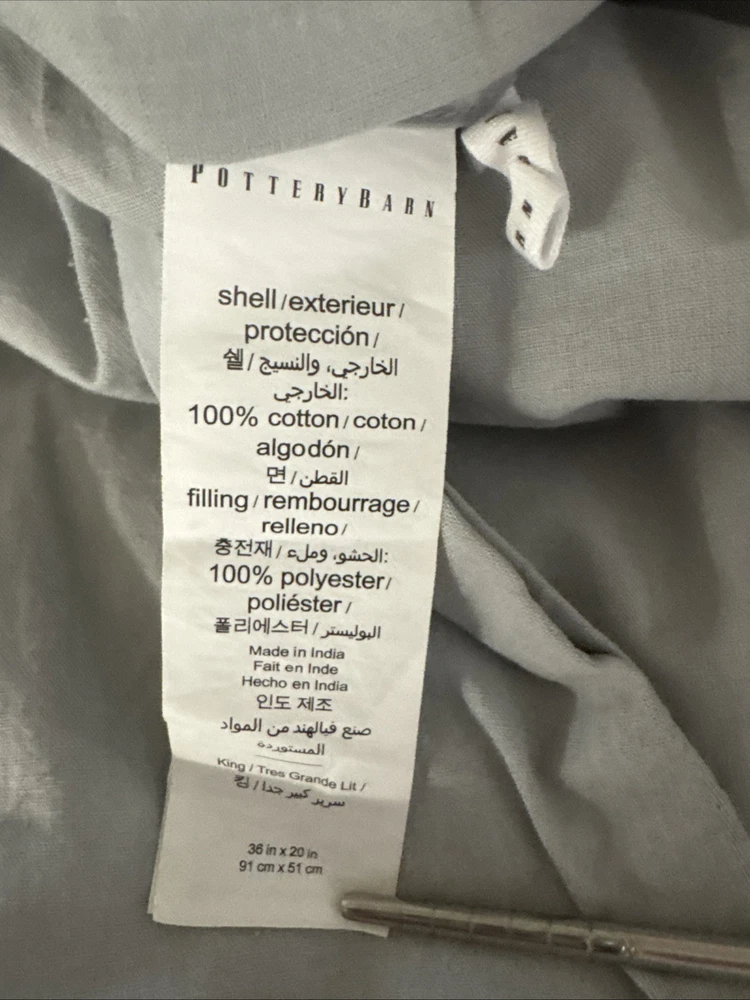 POTTERYBARN
shell/exterieur/
protección/
쉘/الخارجي، والنسيج
الخارجي:
100% cotton/coton/
algodón/
면/القطن
filling/rembourrage/
relleno/
충전재/الحشو، وملء:
100% polyester/
poliéster/
폴리에스터/البوليستر
Made in India
Fait en Inde
Hecho en India
인도 제조
صنع فيالهند من المواد
المستوردة
King / Tres Grande Lit /
킹/سرير كبير جدا
36 in x 20 in
91 cm x 51 cm